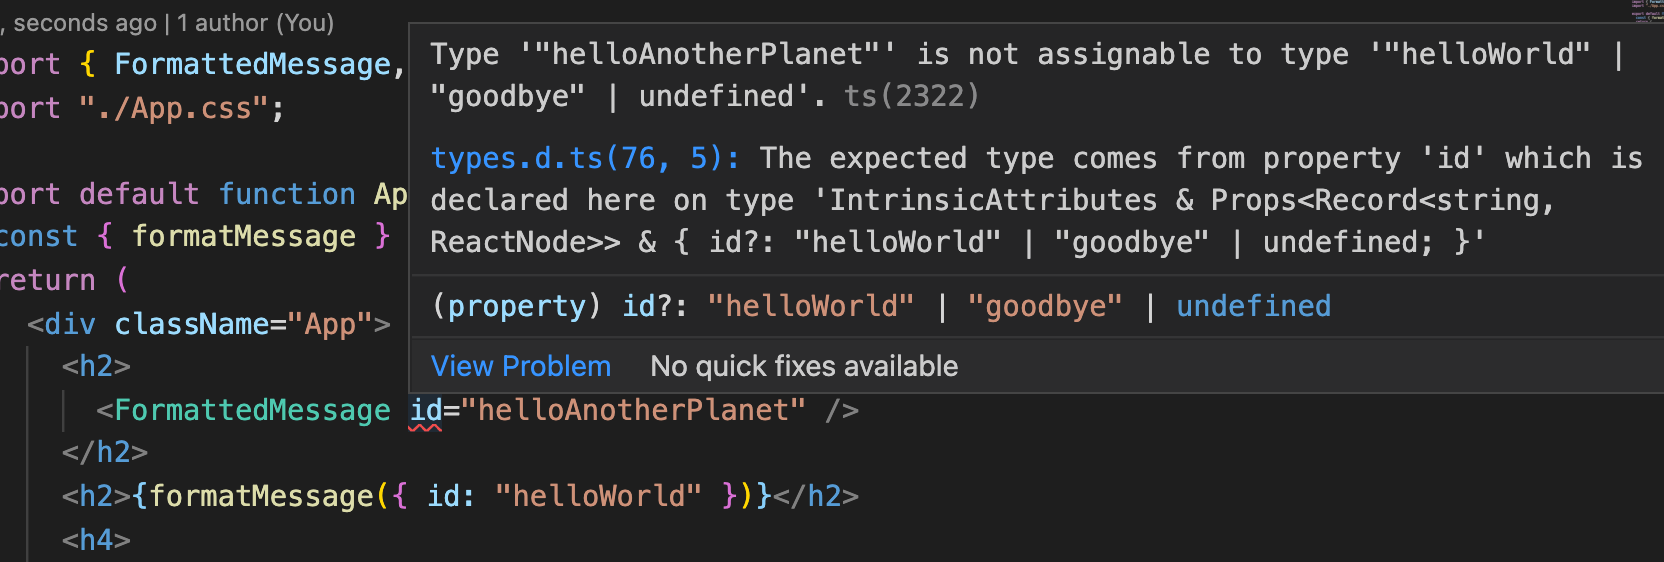 , seconds ago | 1 author (You)
port { FormattedMessage,
port "./App.css";
port default function Ap
const { formatMessage }
return (
<div className="App">
<h2>
<FormattedMessage id="helloAnotherPlanet" />
</h2>
<h2>{formatMessage({ id: "helloWorld" })}</h2>
<h4>
Type '"helloAnotherPlanet"' is not assignable to type '"helloWorld" |
"goodbye" | undefined'. ts(2322)
types.d.ts(76, 5): The expected type comes from property 'id' which is
declared here on type 'IntrinsicAttributes & Props<Record<string,
ReactNode>> & { id?: "helloWorld" | "goodbye" | undefined; }'
(property) id?: "helloWorld" | "goodbye" | undefined
View Problem No quick fixes available